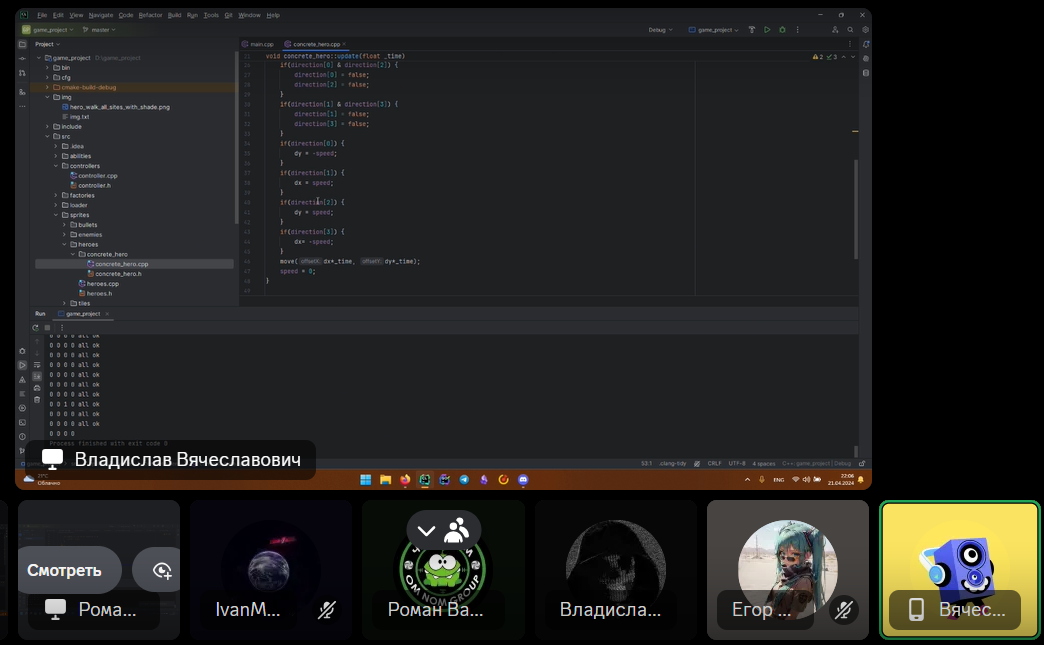 File Edit View Navigate Code Refactor Build Run Tools Git Window Help
game_project master Debug game_project
Project
main.cpp concrete_hero.cpp
game_project D:\game_project
bin
cfg
cmake-build-debug
img
hero_walk_all_sites_with_shade.png
img.txt
include
src
.idea
abilities
controllers
controller.cpp
controller.h
factories
loader
sprites
bullets
enemies
heroes
concrete_hero
concrete_hero.cpp
concrete_hero.h
heroes.cpp
heroes.h
tiles
void concrete_hero::update(float _time)
if(direction[0] & direction[2]) {
direction[0] = false;
direction[2] = false;
}
if(direction[1] & direction[3]) {
direction[1] = false;
direction[3] = false;
}
if(direction[0]) {
dy = -speed;
}
if(direction[1]) {
dx = speed;
}
if(direction[2]) {
dy = speed;
}
if(direction[3]) {
dx= -speed;
}
move( offsetX: dx*_time, offsetY: dy*_time);
speed = 0;
}
Run game_project
0 0 0 0 all ok
0 0 0 0 all ok
0 0 0 0 all ok
0 0 0 0 all ok
0 0 0 0 all ok
0 0 0 0 all ok
0 0 0 0 all ok
0 0 1 0 all ok
0 0 0 0 all ok
0 0 0 0 all ok
0 0 0 0
Process finished with exit code 0
Владислав Вячеславович
53:1 .clang-tidy CRLF UTF-8 4 spaces C++: game_project | Debug
Облачно
ENG
22:06
21.04.2024
Смотреть
Рома...
IvanM...
Роман Ва...
OM NOM GROUP
Владисла...
Егор ...
Вячес...